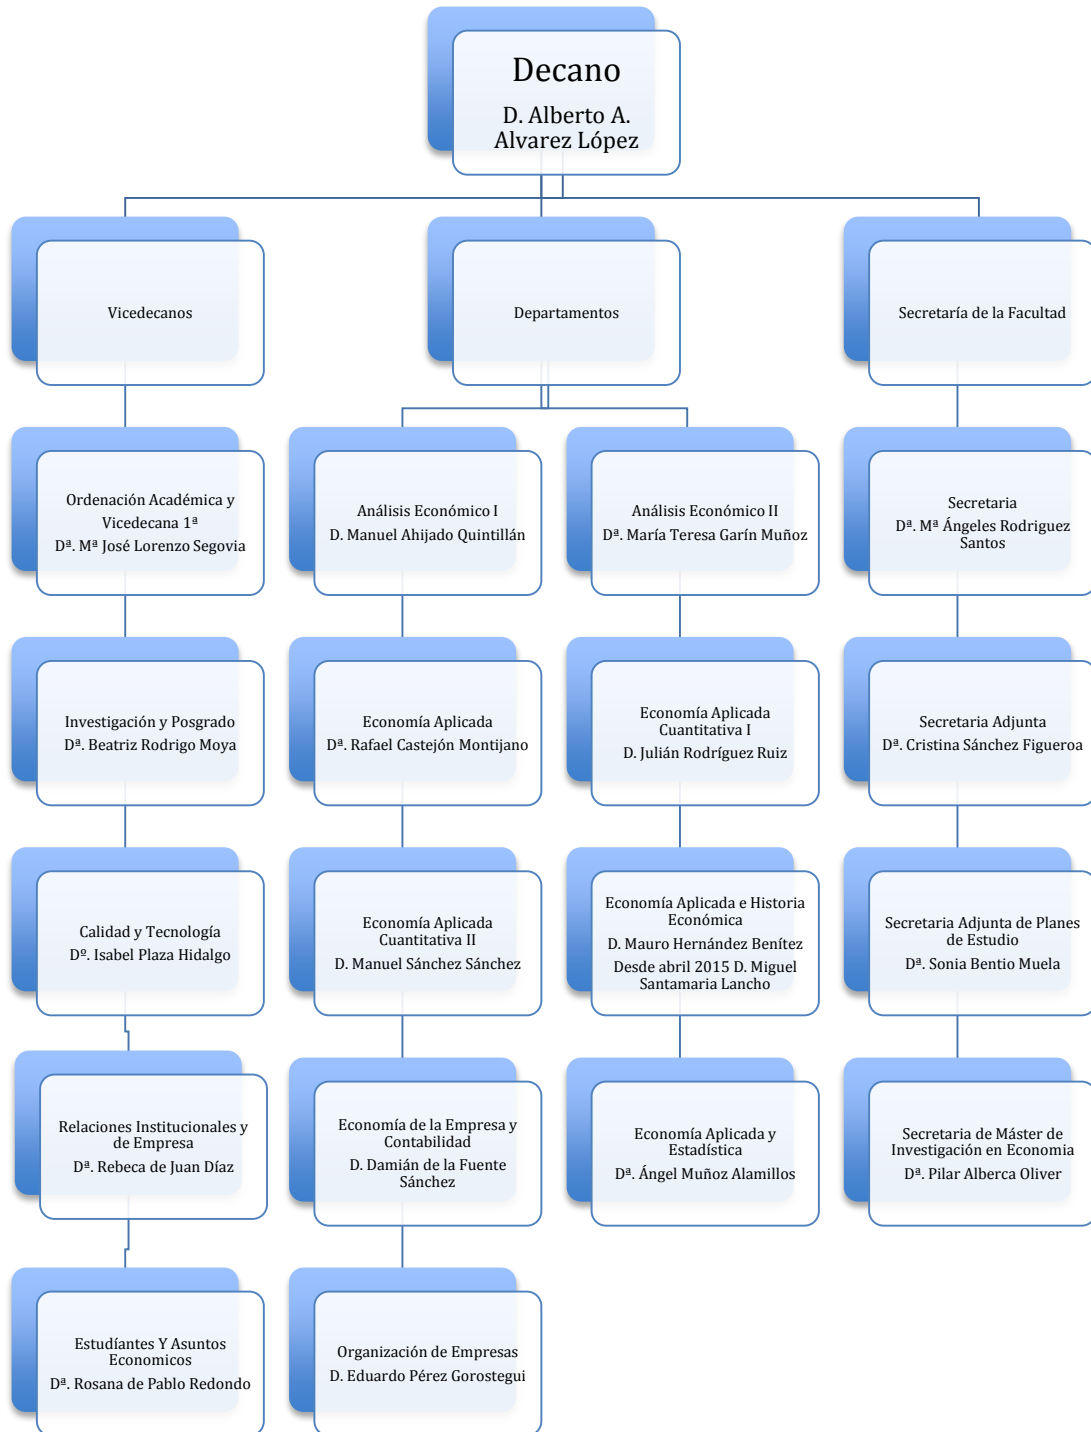 Decano
D. Alberto A.
Alvarez López
Vicedecanos
Departamentos
Secretaría de la Facultad
Ordenación Académica y
Vicedecana 1ª
Dª. Mª José Lorenzo Segovia
Análisis Económico I
D. Manuel Ahijado Quintillán
Análisis Económico II
Dª. María Teresa Garín Muñoz
Secretaria
Dª. Mª Ángeles Rodriguez
Santos
Investigación y Posgrado
Dª. Beatriz Rodrigo Moya
Economía Aplicada
Dª. Rafael Castejón Montijano
Economía Aplicada
Cuantitativa I
D. Julián Rodríguez Ruiz
Secretaria Adjunta
Dª. Cristina Sánchez Figueroa
Calidad y Tecnología
Dº. Isabel Plaza Hidalgo
Economía Aplicada
Cuantitativa II
D. Manuel Sánchez Sánchez
Economía Aplicada e Historia
Económica
D. Mauro Hernández Benítez
Desde abril 2015 D. Miguel
Santamaria Lancho
Secretaria Adjunta de Planes
de Estudio
Dª. Sonia Bentio Muela
Relaciones Institucionales y
de Empresa
Dª. Rebeca de Juan Díaz
Economía de la Empresa y
Contabilidad
D. Damián de la Fuente
Sánchez
Economía Aplicada y
Estadística
Dª. Ángel Muñoz Alamillos
Secretaria de Máster de
Investigación en Economia
Dª. Pilar Alberca Oliver
Estudíantes Y Asuntos
Economicos
Dª. Rosana de Pablo Redondo
Organización de Empresas
D. Eduardo Pérez Gorostegui